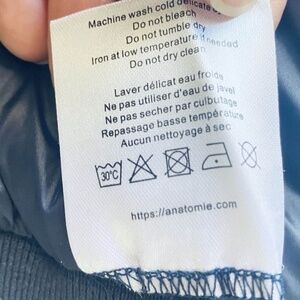 Machine wash cold delicate cycle
Do not bleach
Do not tumble dry
Iron at low temperature if needed
Do not dry clean
Laver délicat eau froide
Ne pas utiliser d'eau de javel
Ne pas secher par culbutage
Repassage basse température
Aucun nettoyage à sec
30°C
https://anatomie.com